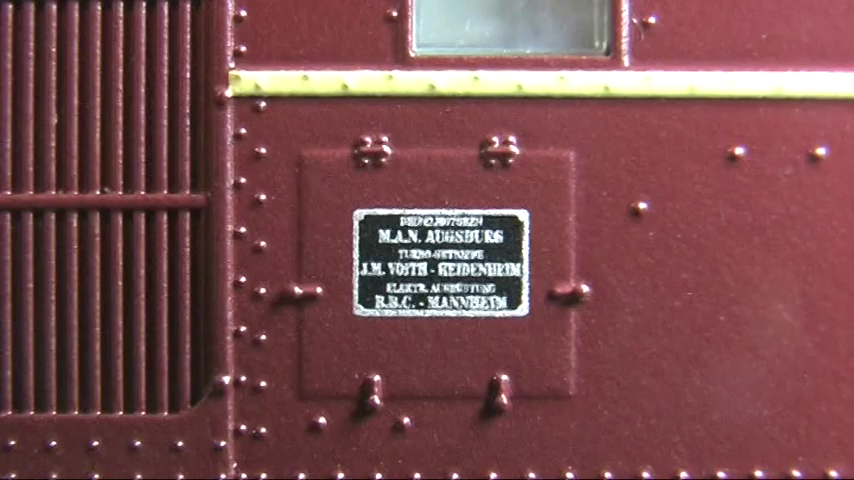 M.A.N. AUGSBURG
TURBO-GETRIEBE
J.M. VOITH - HEIDENHEIM
ELEKTR. AUSRÜSTUNG
B.B.C. - MANNHEIM